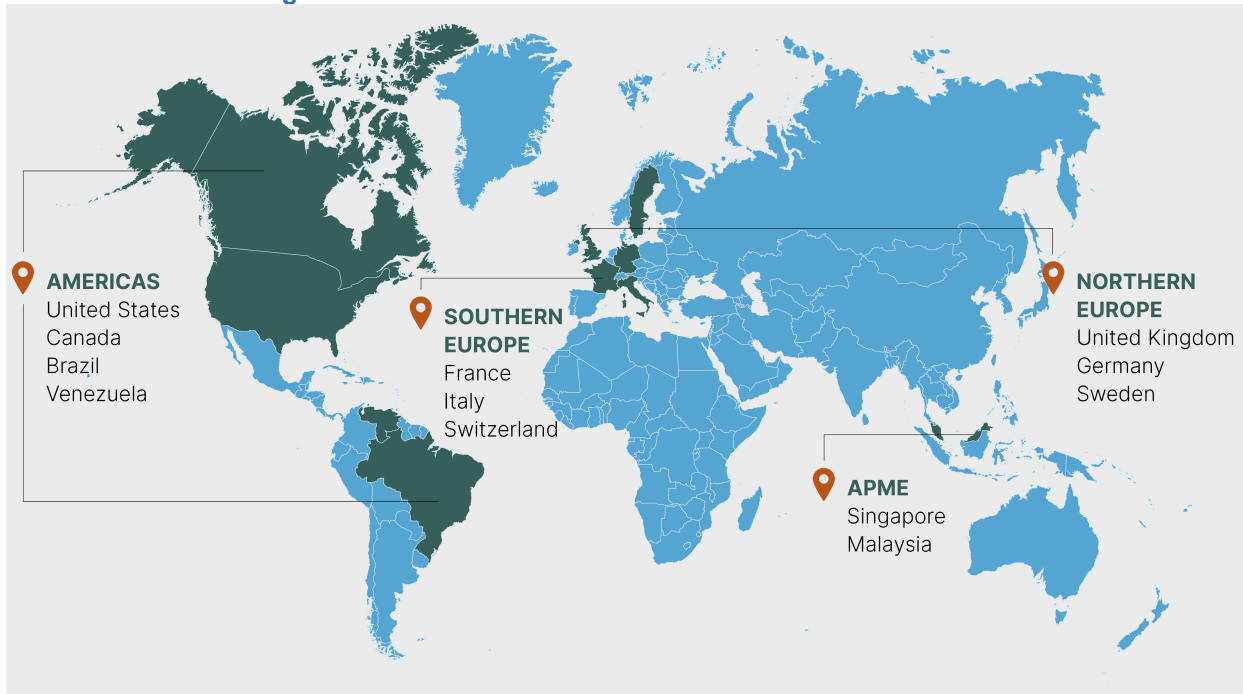 AMERICAS
United States
Canada
Brazil
Venezuela
SOUTHERN
EUROPE
France
Italy
Switzerland
NORTHERN
EUROPE
United Kingdom
Germany
Sweden
APME
Singapore
Malaysia